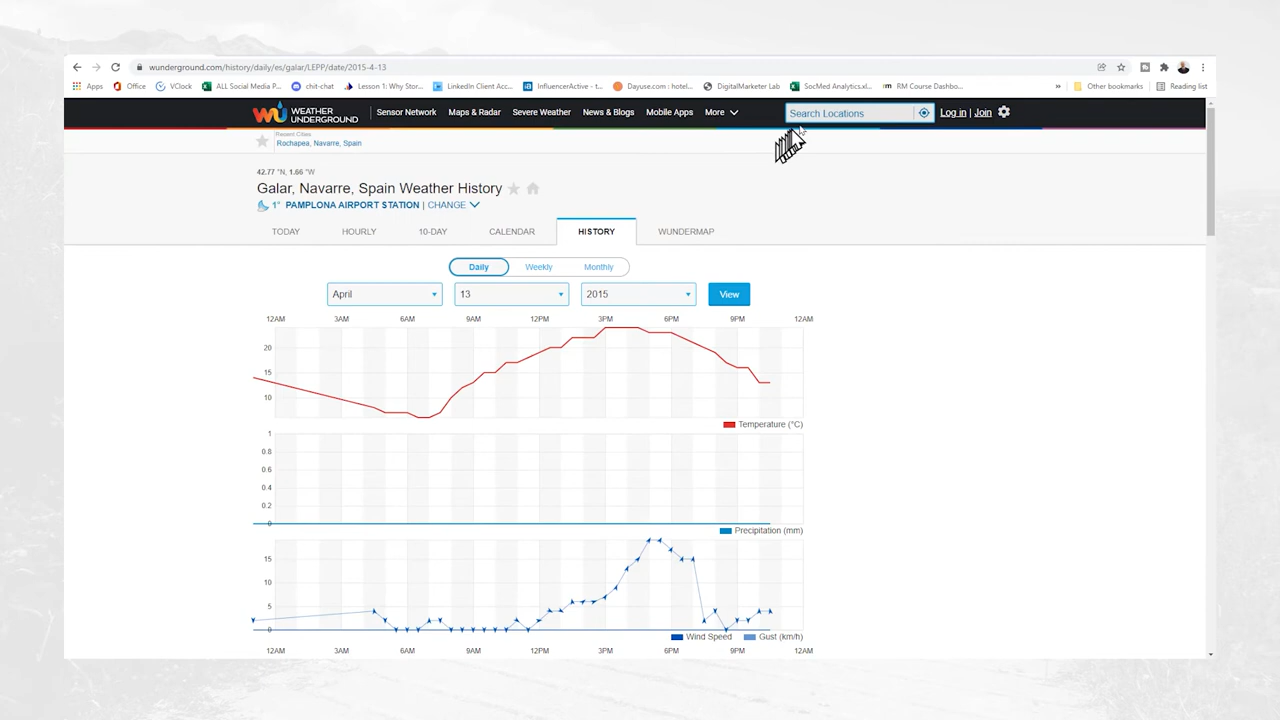 wunderground.com/history/daily/es/galar/LEPP/date/2015-4-13
Apps Office VClock ALL Social Media P... chit-chat Lesson 1: Why Stor... LinkedIn Client Acc... InfluencerActive - t... Dayuse.com : hotel... DigitalMarketer Lab SocMed Analytics.xl... RM Course Dashbo... » Other bookmarks Reading list
WEATHER UNDERGROUND Sensor Network Maps & Radar Severe Weather News & Blogs Mobile Apps More Search Locations Log in | Join
Recent Cities
Rochapea, Navarre, Spain
42.77 °N, 1.66 °W
Galar, Navarre, Spain Weather History
1° PAMPLONA AIRPORT STATION | CHANGE
TODAY HOURLY 10-DAY CALENDAR HISTORY WUNDERMAP
Daily Weekly Monthly
April 13 2015 View
12AM 3AM 6AM 9AM 12PM 3PM 6PM 9PM 12AM
20
15
10
Temperature (°C)
1
0.8
0.6
0.4
0.2
0
Precipitation (mm)
15
10
5
0
Wind Speed Gust (km/h)
12AM 3AM 6AM 9AM 12PM 3PM 6PM 9PM 12AM